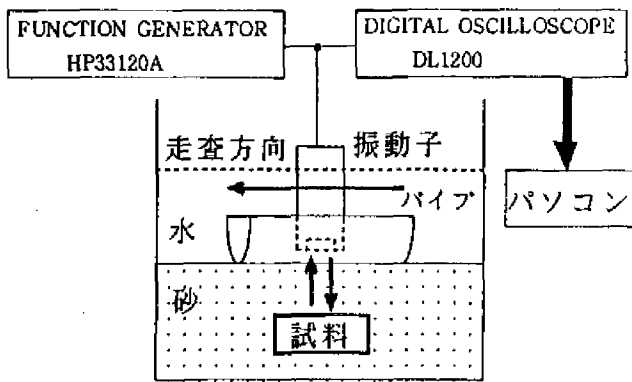 FUNCTION GENERATOR
HP33120A
DIGITAL OSCILLOSCOPE
DL1200
走査方向
振動子
パイプ
パソコン
水
砂
試料